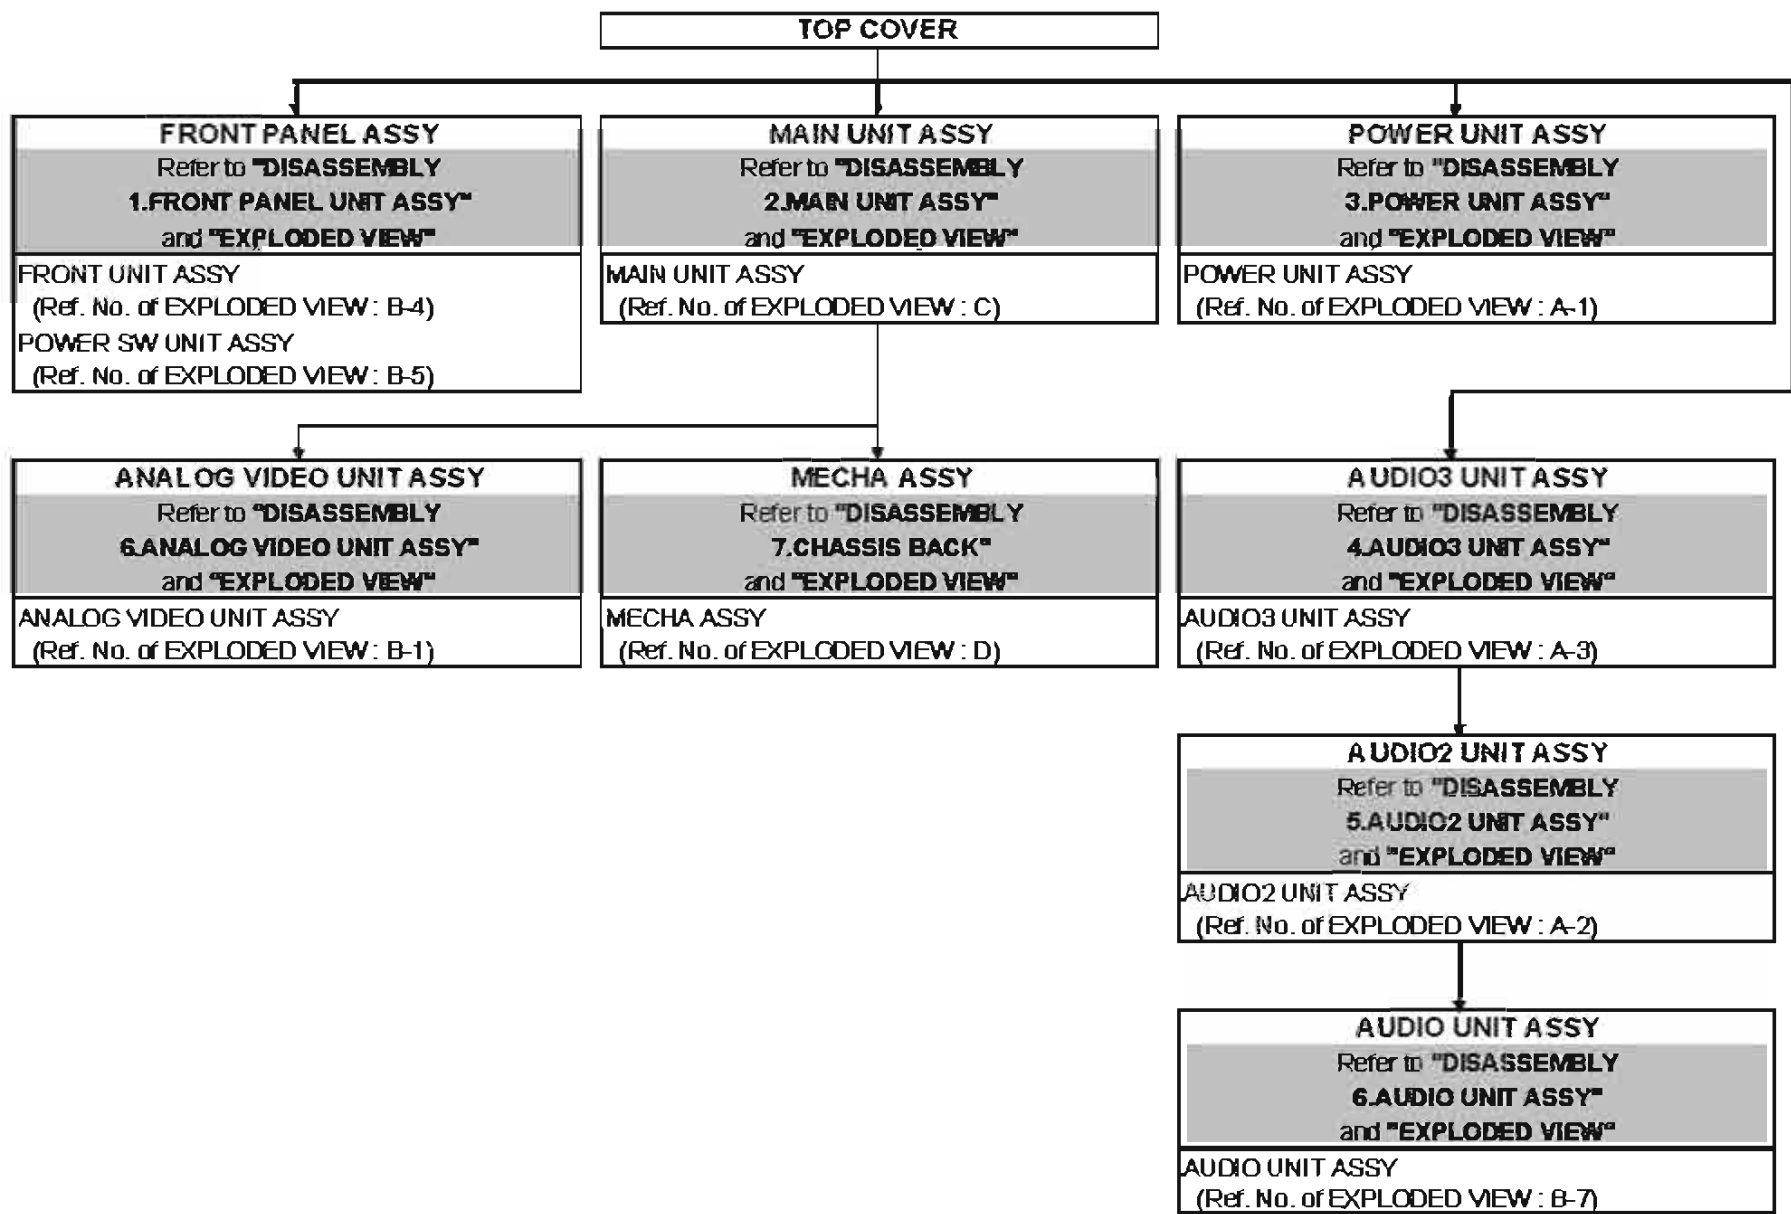 TOP COVER
FRONT PANEL ASSY
Refer to "DISASSEMBLY
1.FRONT PANEL UNIT ASSY"
and "EXPLODED VIEW"
FRONT UNIT ASSY
(Ref. No. of EXPLODED VIEW : B-4)
POWER SW UNIT ASSY
(Ref. No. of EXPLODED VIEW : B-5)
MAIN UNIT ASSY
Refer to "DISASSEMBLY
2.MAIN UNIT ASSY"
and "EXPLODED VIEW"
MAIN UNIT ASSY
(Ref. No. of EXPLODED VIEW : C)
POWER UNIT ASSY
Refer to "DISASSEMBLY
3.POWER UNIT ASSY"
and "EXPLODED VIEW"
POWER UNIT ASSY
(Ref. No. of EXPLODED VIEW : A-1)
ANALOG VIDEO UNIT ASSY
Refer to "DISASSEMBLY
6.ANALOG VIDEO UNIT ASSY"
and "EXPLODED VIEW"
ANALOG VIDEO UNIT ASSY
(Ref. No. of EXPLODED VIEW : B-1)
MECHA ASSY
Refer to "DISASSEMBLY
7.CHASSIS BACK"
and "EXPLODED VIEW"
MECHA ASSY
(Ref. No. of EXPLODED VIEW : D)
AUDIO3 UNIT ASSY
Refer to "DISASSEMBLY
4.AUDIO3 UNIT ASSY"
and "EXPLODED VIEW"
AUDIO3 UNIT ASSY
(Ref. No. of EXPLODED VIEW : A-3)
AUDIO2 UNIT ASSY
Refer to "DISASSEMBLY
5.AUDIO2 UNIT ASSY"
and "EXPLODED VIEW"
AUDIO2 UNIT ASSY
(Ref. No. of EXPLODED VIEW : A-2)
AUDIO UNIT ASSY
Refer to "DISASSEMBLY
6.AUDIO UNIT ASSY"
and "EXPLODED VIEW"
AUDIO UNIT ASSY
(Ref. No. of EXPLODED VIEW : B-7)